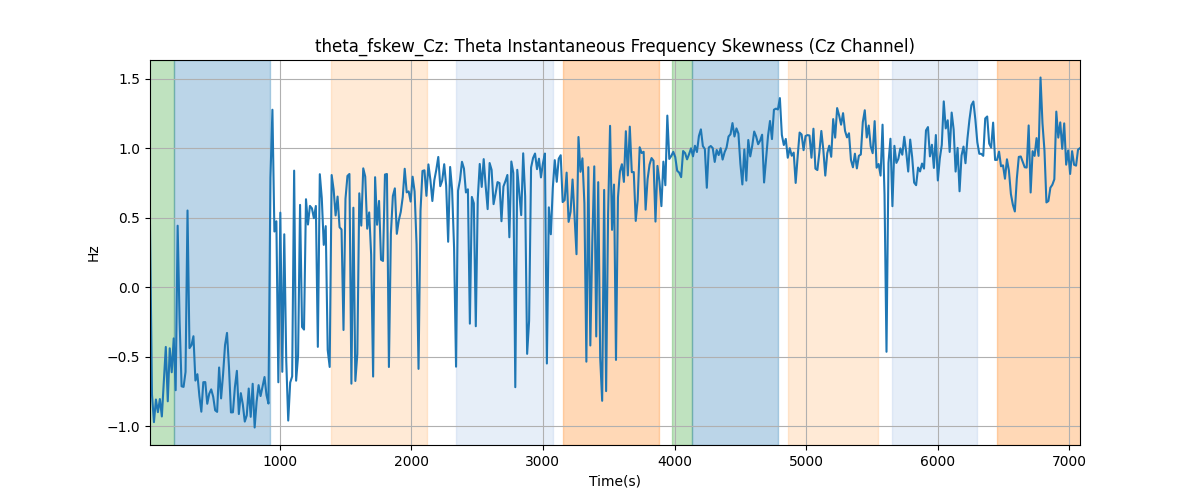 theta_fskew_Cz: Theta Instantaneous Frequency Skewness (Cz Channel)
1.5
1.0
0.5
0.0
−0.5
−1.0
Hz
1000 2000 3000 4000 5000 6000 7000
Time(s)